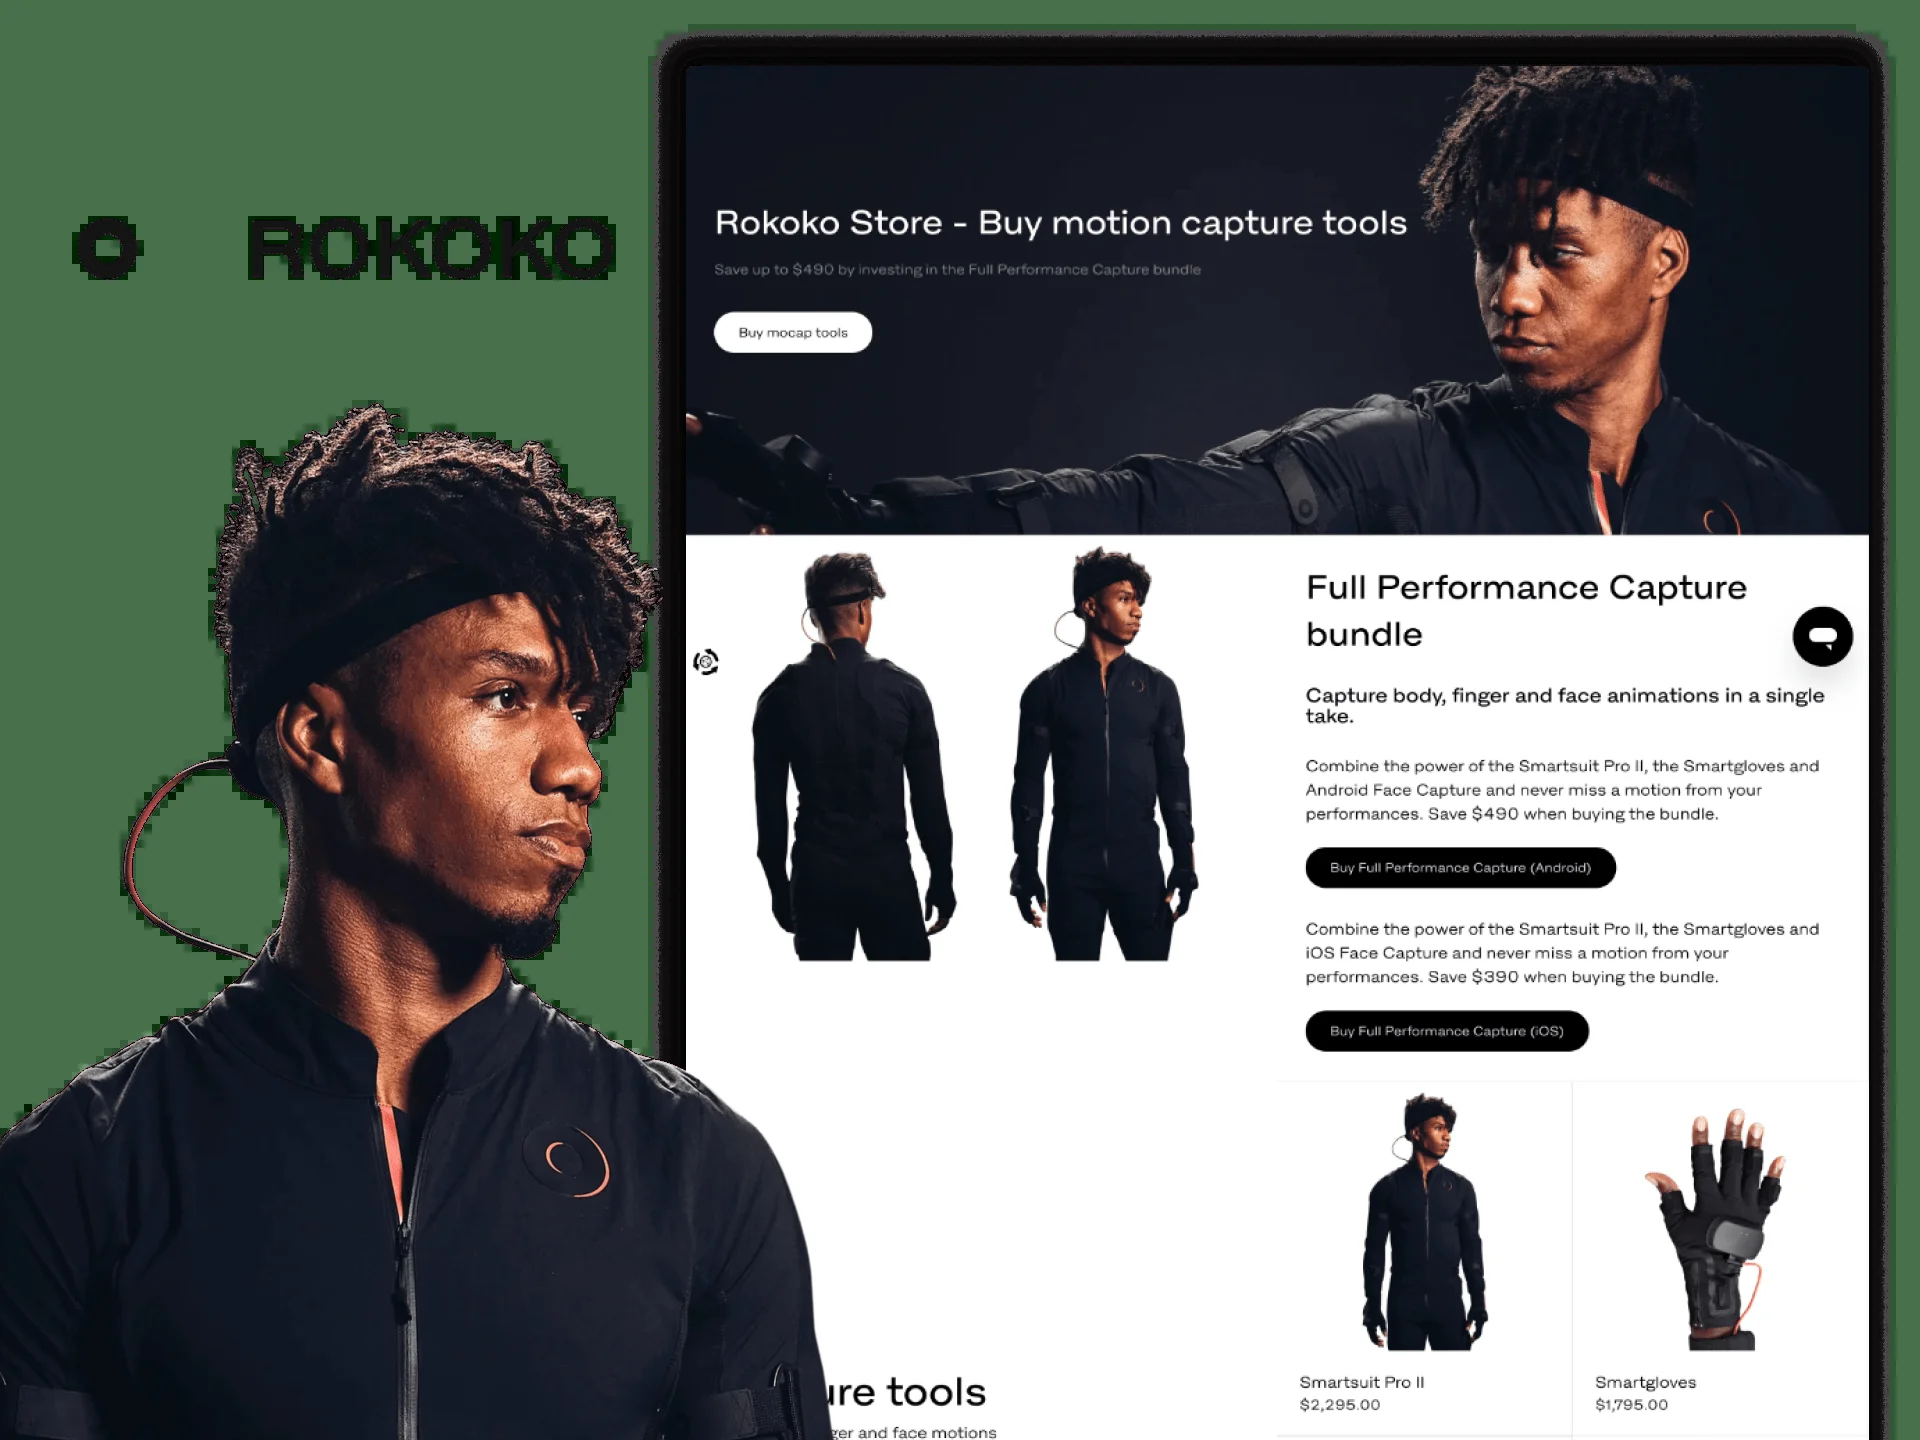 ROKOKO
Rokoko Store - Buy motion capture tools
Save up to $490 by investing in the Full Performance Capture bundle
Buy mocap tools
Full Performance Capture
bundle
Capture body, finger and face animations in a single
take.
Combine the power of the Smartsuit Pro II, the Smartgloves and
Android Face Capture and never miss a motion from your
performances. Save $490 when buying the bundle.
Buy Full Performance Capture (Android)
Combine the power of the Smartsuit Pro II, the Smartgloves and
iOS Face Capture and never miss a motion from your
performances. Save $390 when buying the bundle.
Buy Full Performance Capture (iOS)
Smartsuit Pro II
$2,295.00
Smartgloves
$1,795.00
ure tools
ger and face motions